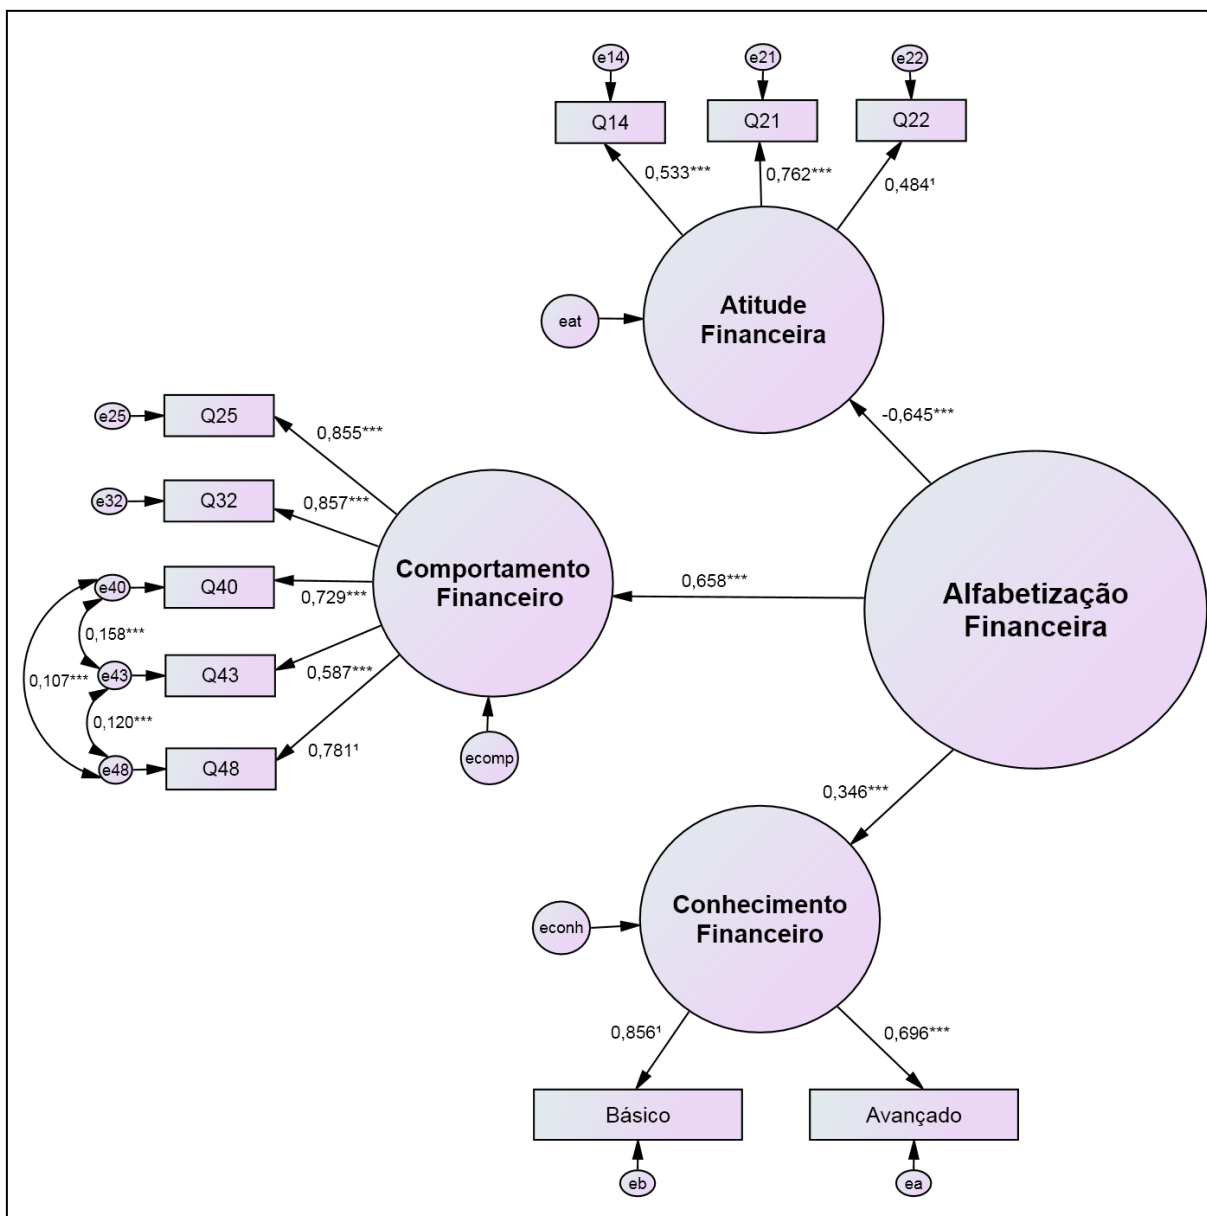 e14
e21
e22
Q14
Q21
Q22
0,533***
0,762***
0,484¹
Atitude
Financeira
eat
-0,645***
e25
Q25
0,855***
e32
Q32
0,857***
e40
Q40
0,729***
0,158***
e43
Q43
0,587***
0,107***
0,120***
e48
Q48
0,781¹
Comportamento
Financeiro
ecomp
0,658***
Alfabetização
Financeira
0,346***
Conhecimento
Financeiro
econh
0,856¹
0,696***
Básico
Avançado
eb
ea